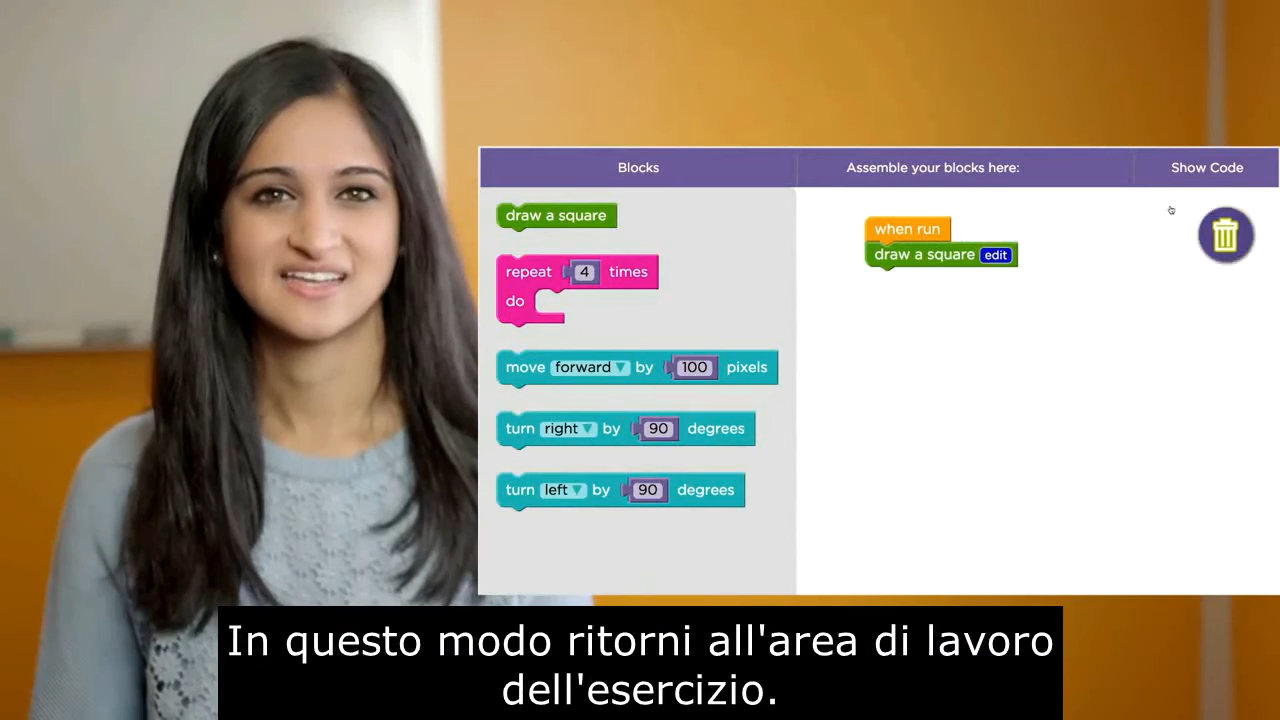 Blocks
Assemble your blocks here:
Show Code
draw a square
repeat 4 times
do
move forward by 100 pixels
turn right by 90 degrees
turn left by 90 degrees
when run
draw a square edit
In questo modo ritorni all'area di lavoro
dell'esercizio.